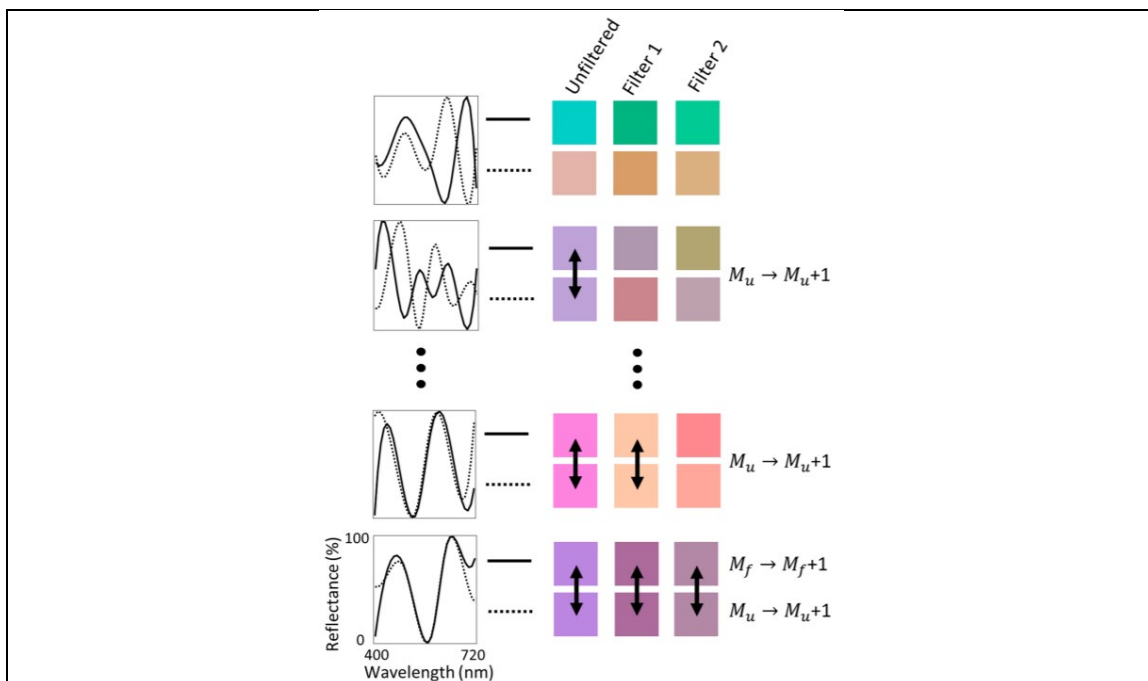 Unfiltered
Filter 1
Filter 2
M_u → M_u+1
M_u → M_u+1
Reflectance (%)
100
0
400
720
Wavelength (nm)
M_f → M_f+1
M_u → M_u+1